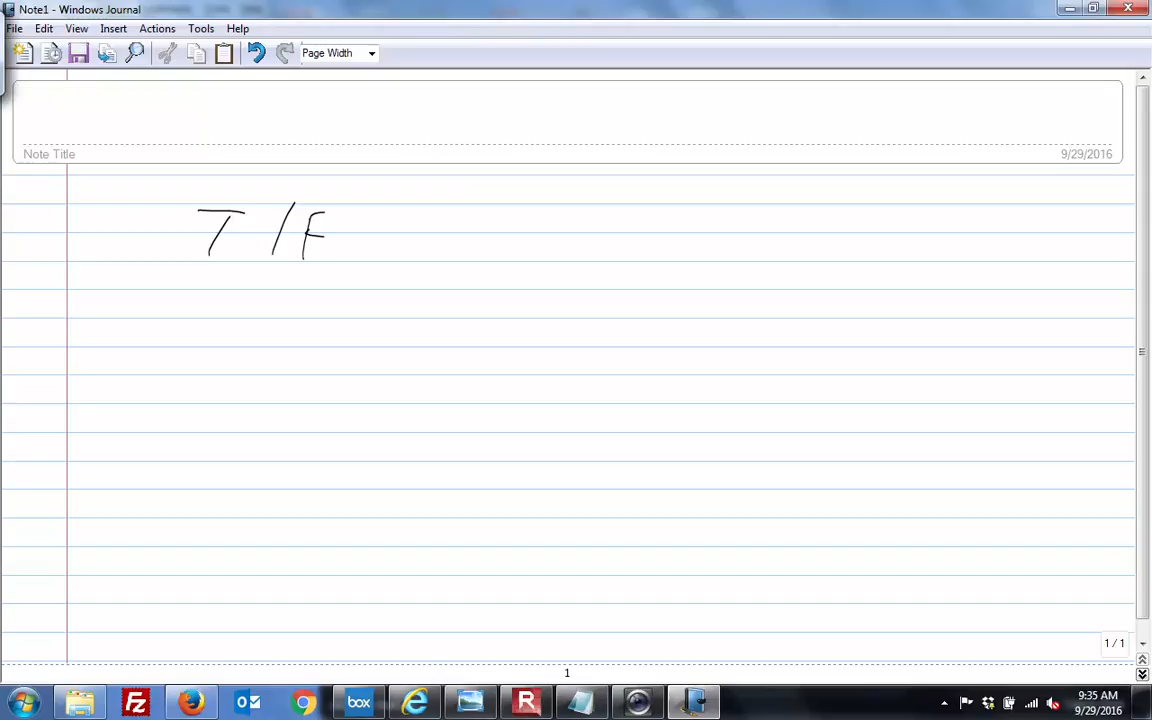 Note1 - Windows Journal
File Edit View Insert Actions Tools Help
Page Width
Note Title 9/29/2016
T / F
1 / 1
1
box
9:35 AM
9/29/2016